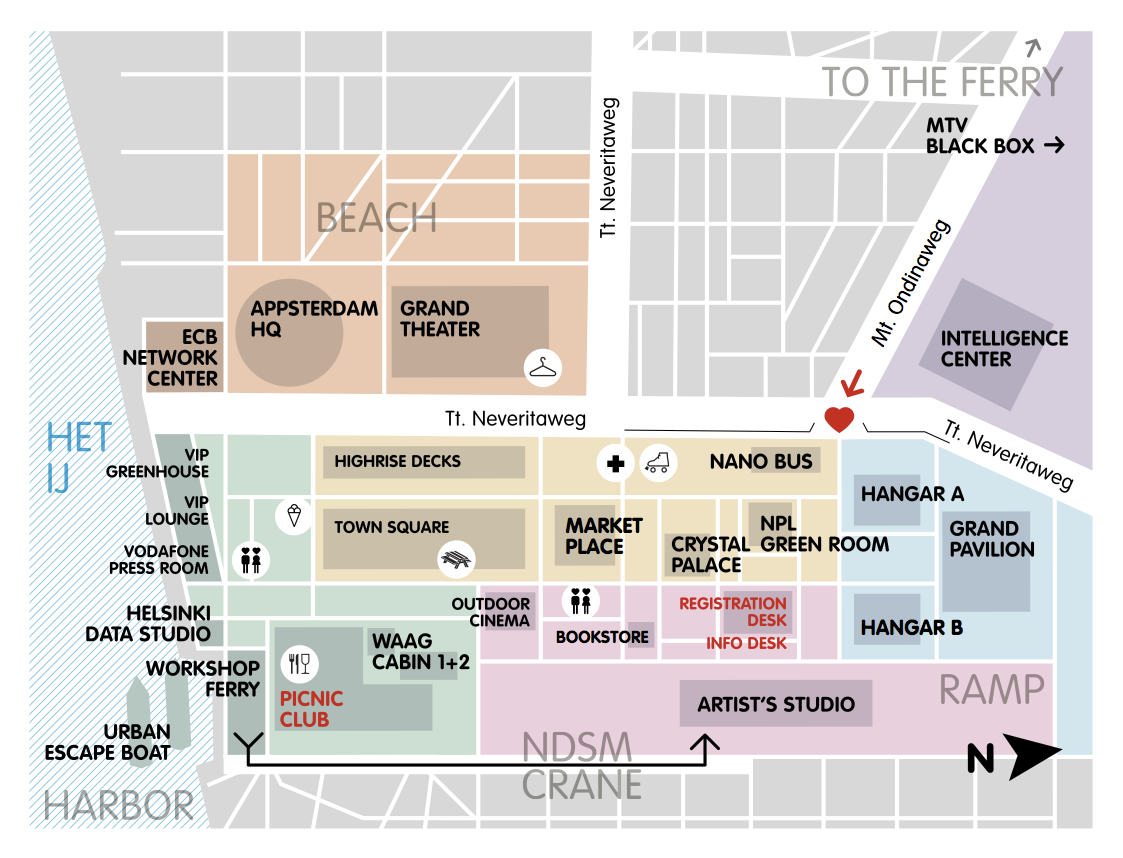 TO THE FERRY
MTV
BLACK BOX
Tt. Neveritaweg
BEACH
Mt. Ondinaweg
APPSTERDAM
HQ
GRAND
THEATER
ECB
NETWORK
CENTER
INTELLIGENCE
CENTER
Tt. Neveritaweg
Tt. Neveritaweg
HET
IJ
VIP
GREENHOUSE
VIP
LOUNGE
VODAFONE
PRESS ROOM
HIGHRISE DECKS
NANO BUS
TOWN SQUARE
MARKET
PLACE
CRYSTAL
PALACE
NPL
GREEN ROOM
HANGAR A
GRAND
PAVILION
HELSINKI
DATA STUDIO
OUTDOOR
CINEMA
BOOKSTORE
REGISTRATION
DESK
INFO DESK
HANGAR B
WORKSHOP
FERRY
WAAG
CABIN 1+2
PICNIC
CLUB
ARTIST'S STUDIO
RAMP
URBAN
ESCAPE BOAT
NDSM
CRANE
N
HARBOR